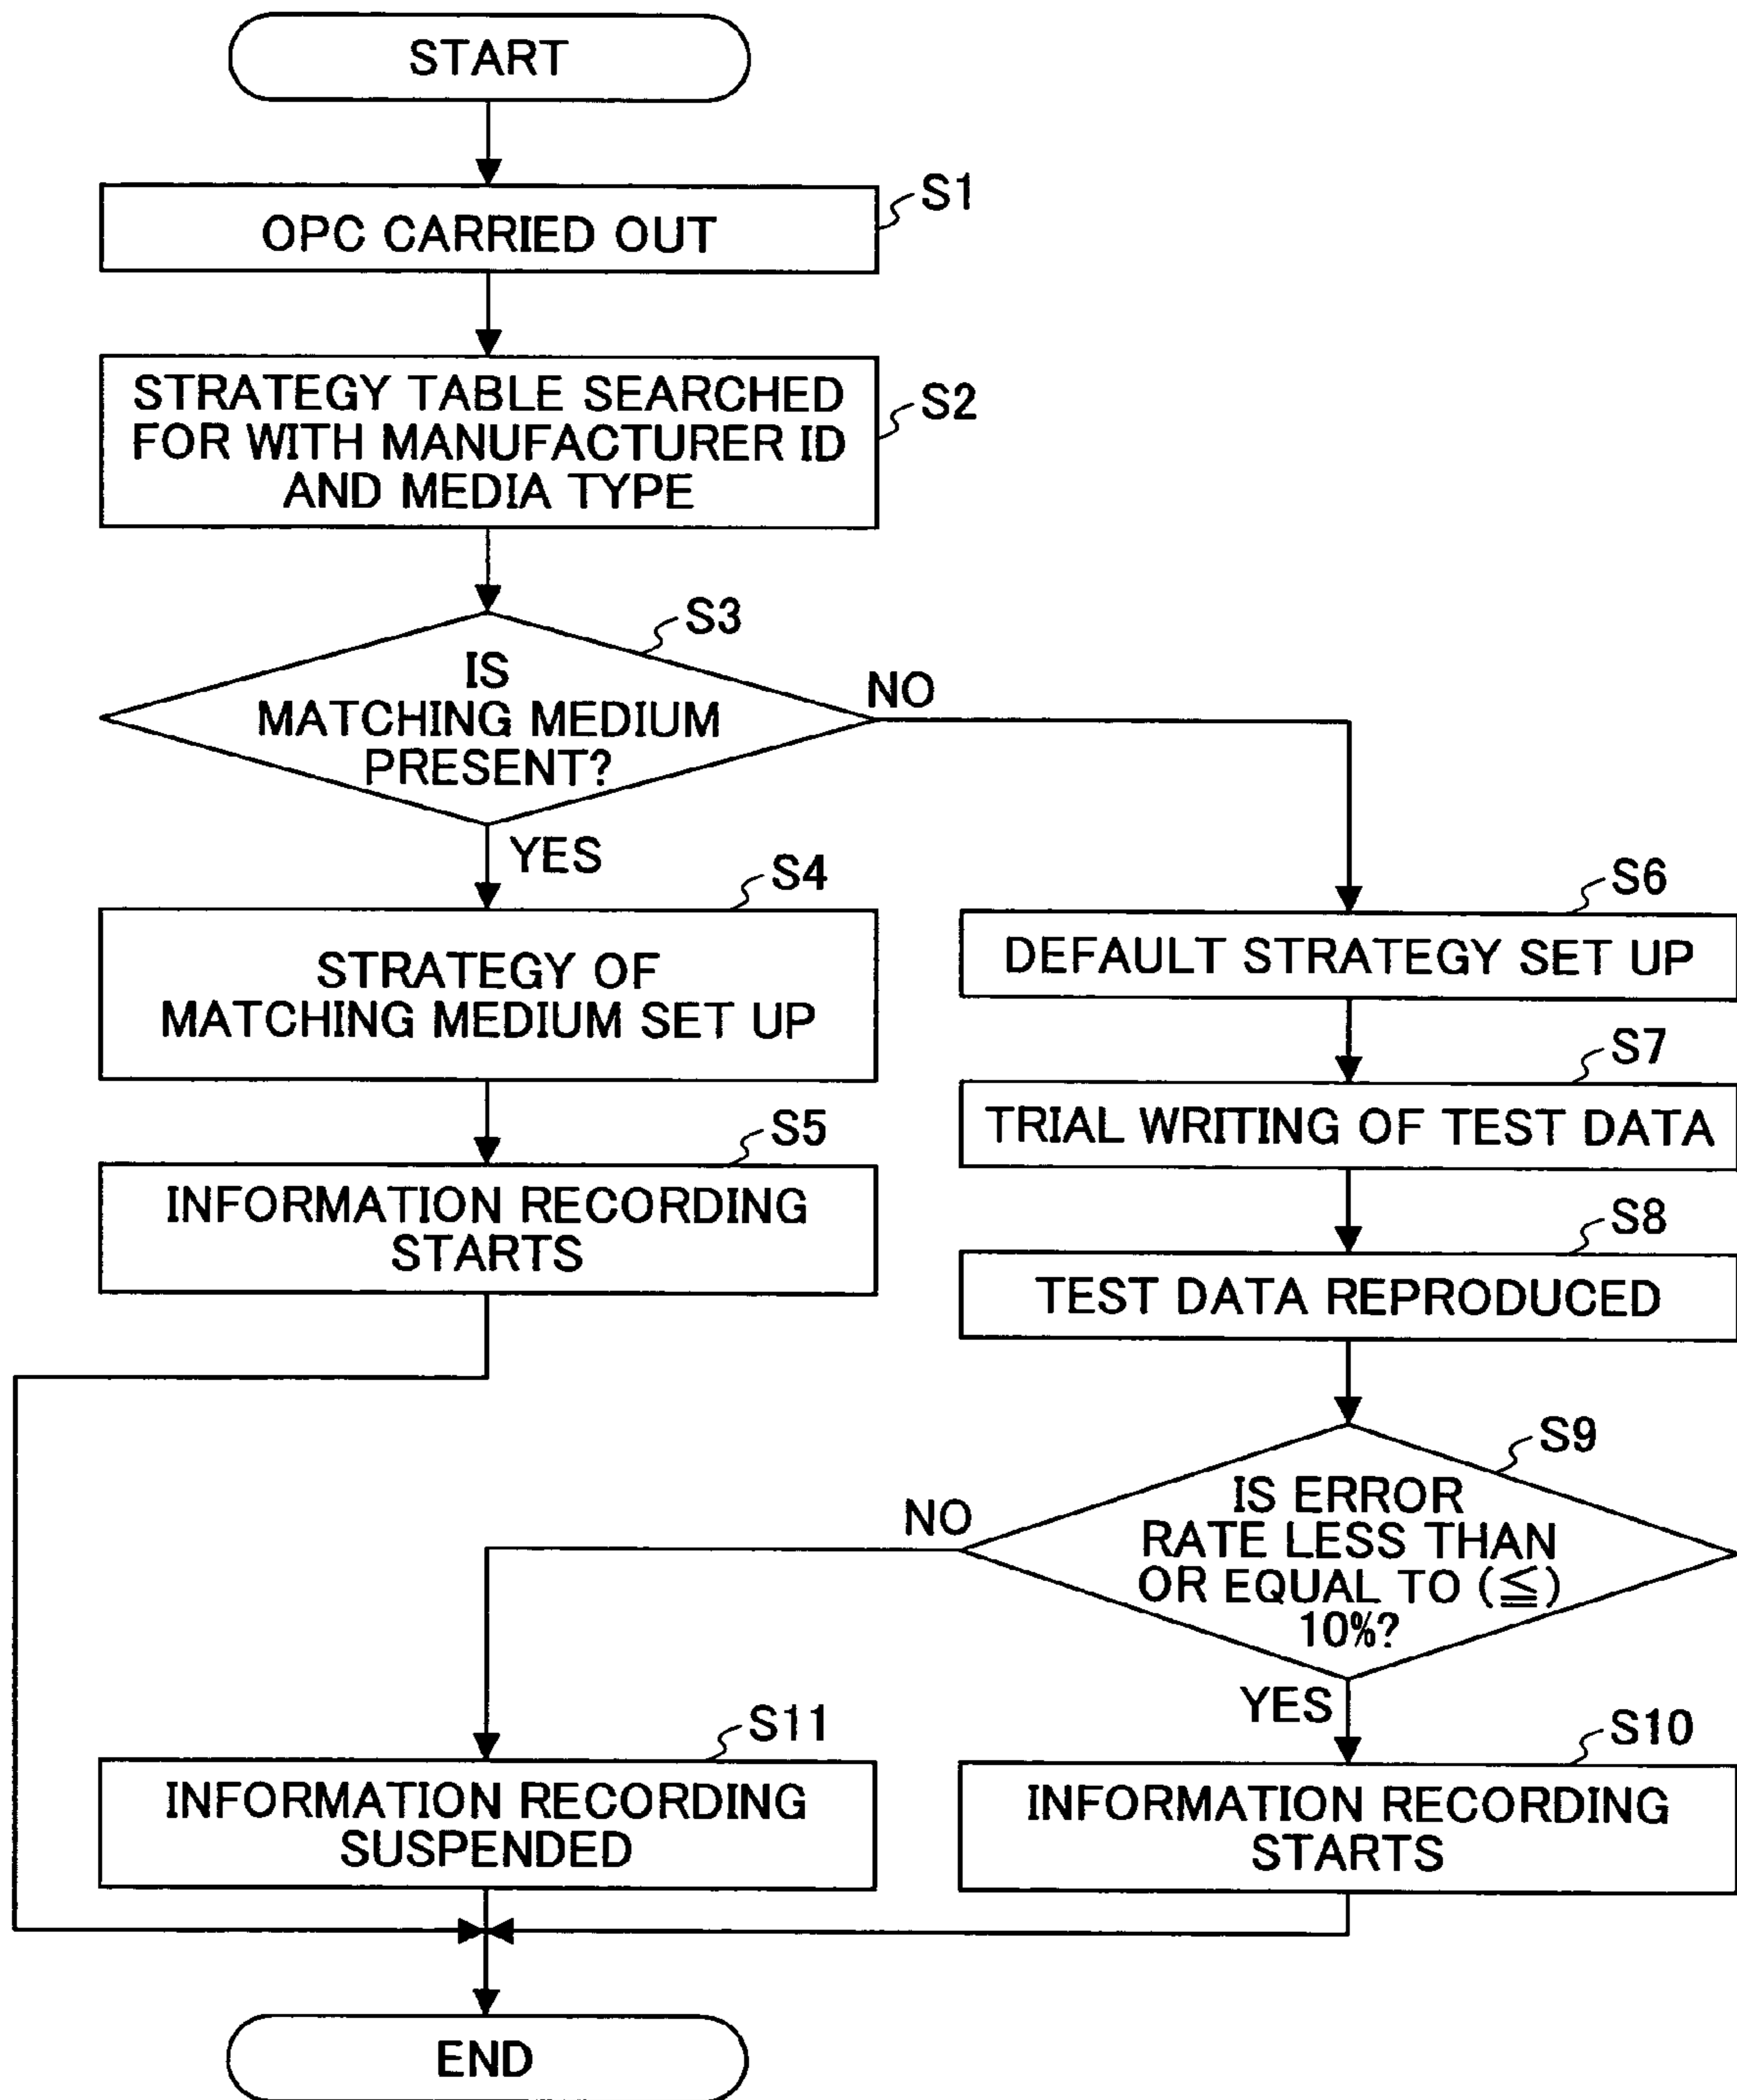 START
S1
OPC CARRIED OUT
S2
STRATEGY TABLE SEARCHED
FOR WITH MANUFACTURER ID
AND MEDIA TYPE
S3
IS
MATCHING MEDIUM
PRESENT?
NO
YES
S4
STRATEGY OF
MATCHING MEDIUM SET UP
S5
INFORMATION RECORDING
STARTS
S6
DEFAULT STRATEGY SET UP
S7
TRIAL WRITING OF TEST DATA
S8
TEST DATA REPRODUCED
S9
IS ERROR
RATE LESS THAN
OR EQUAL TO (≦)
10%?
NO
YES
S11
INFORMATION RECORDING
SUSPENDED
S10
INFORMATION RECORDING
STARTS
END